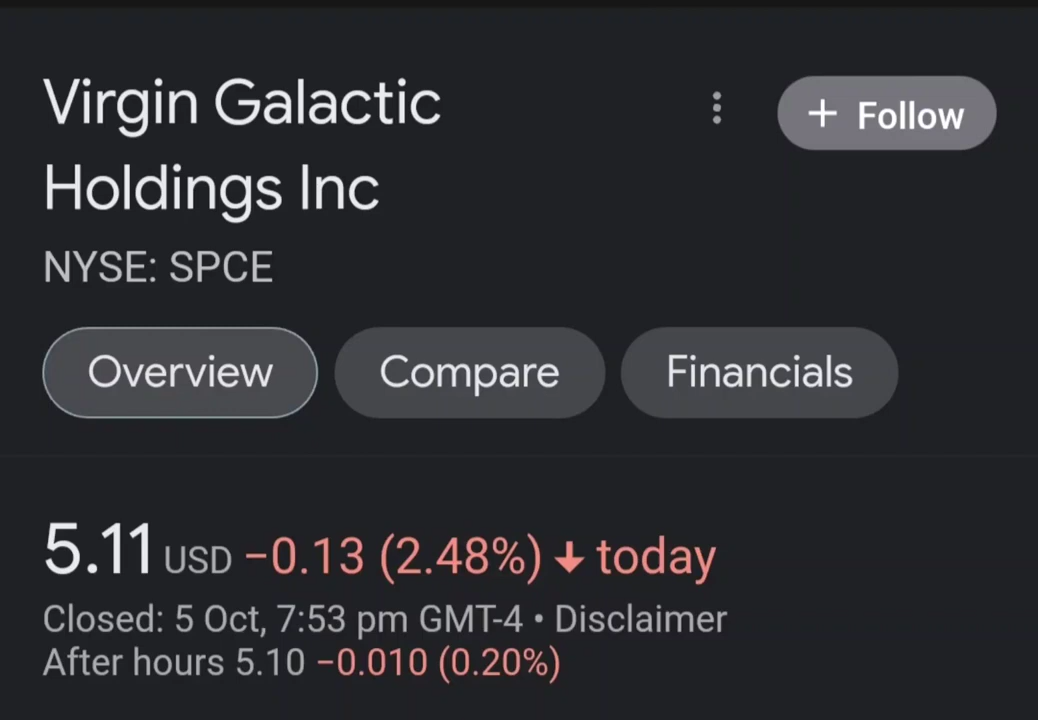 Virgin Galactic
Holdings Inc
+ Follow
NYSE: SPCE
Overview Compare Financials
5.11 USD −0.13 (2.48%) ↓ today
Closed: 5 Oct, 7:53 pm GMT-4 • Disclaimer
After hours 5.10 −0.010 (0.20%)